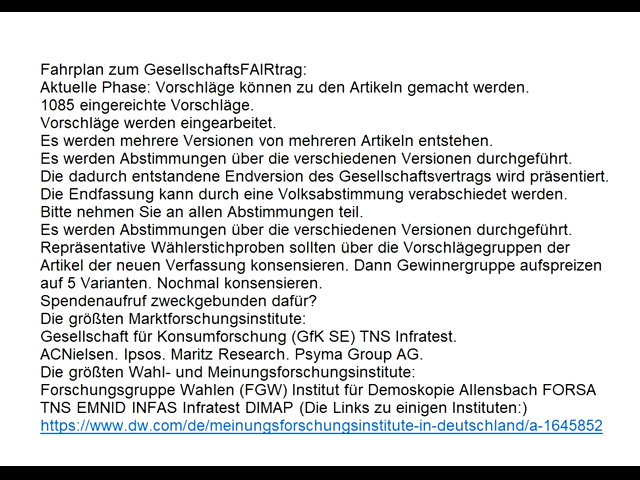 Fahrplan zum GesellschaftsFAIRtrag:
Aktuelle Phase: Vorschläge können zu den Artikeln gemacht werden.
1085 eingereichte Vorschläge.
Vorschläge werden eingearbeitet.
Es werden mehrere Versionen von mehreren Artikeln entstehen.
Es werden Abstimmungen über die verschiedenen Versionen durchgeführt.
Die dadurch entstandene Endversion des Gesellschaftsvertrags wird präsentiert.
Die Endfassung kann durch eine Volksabstimmung verabschiedet werden.
Bitte nehmen Sie an allen Abstimmungen teil.
Es werden Abstimmungen über die verschiedenen Versionen durchgeführt.
Repräsentative Wählerstichproben sollten über die Vorschlägegruppen der
Artikel der neuen Verfassung konsensieren. Dann Gewinnergruppe aufspreizen
auf 5 Varianten. Nochmal konsensieren.
Spendenaufruf zweckgebunden dafür?
Die größten Marktforschungsinstitute:
Gesellschaft für Konsumforschung (GfK SE) TNS Infratest.
ACNielsen. Ipsos. Maritz Research. Psyma Group AG.
Die größten Wahl- und Meinungsforschungsinstitute:
Forschungsgruppe Wahlen (FGW) Institut für Demoskopie Allensbach FORSA
TNS EMNID INFAS Infratest DIMAP (Die Links zu einigen Instituten:)
https://www.dw.com/de/meinungsforschungsinstitute-in-deutschland/a-1645852